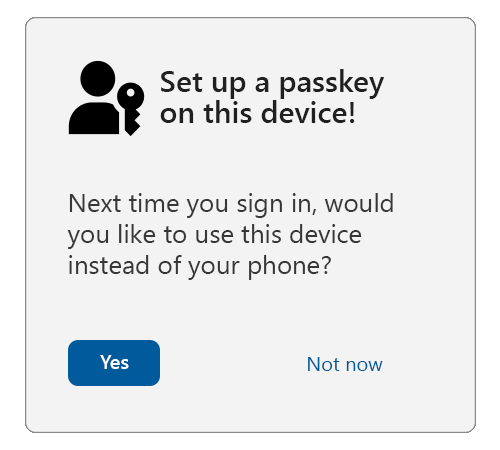 Set up a passkey
on this device!
Next time you sign in, would
you like to use this device
instead of your phone?
Yes
Not now